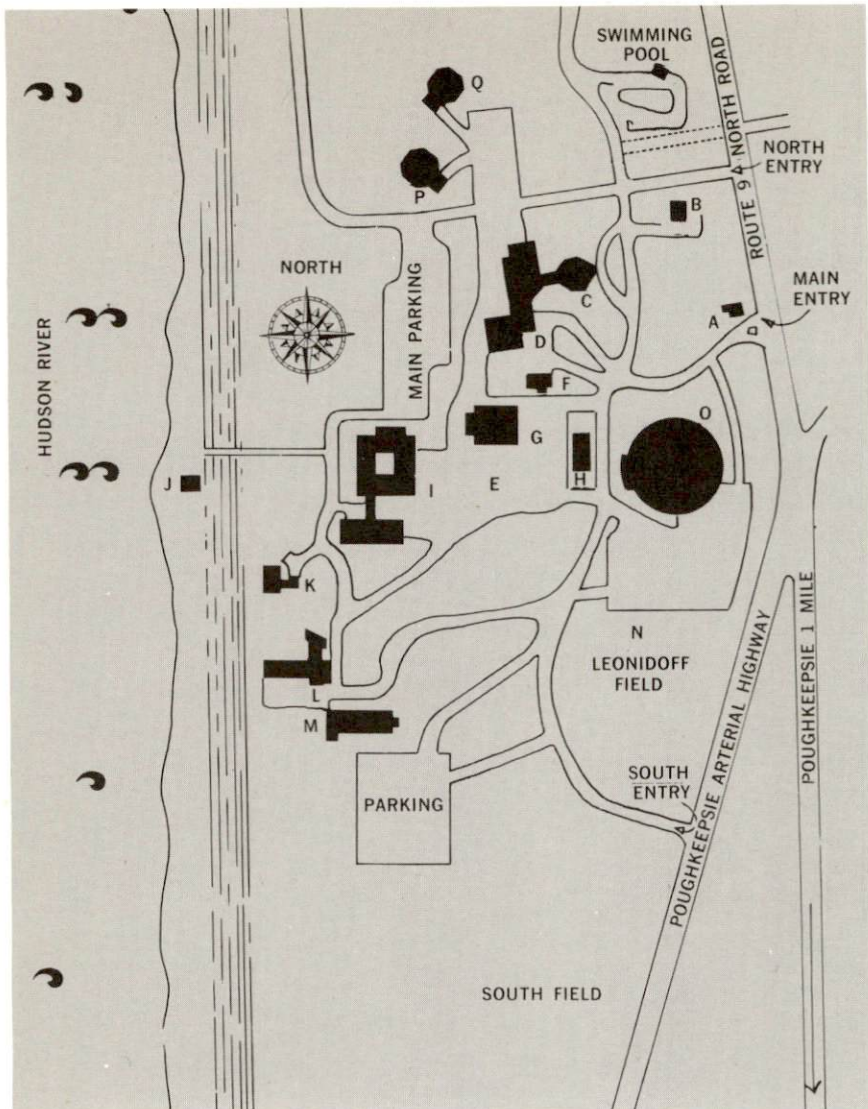 SWIMMING
POOL
Q
ROUTE 9 NORTH ROAD
NORTH
ENTRY
P
B
NORTH
MAIN PARKING
C
MAIN
ENTRY
A
HUDSON RIVER
D
F
O
G
J
I
E
H
K
N
LEONIDOFF
FIELD
POUGHKEEPSIE 1 MILE
L
M
SOUTH
ENTRY
PARKING
POUGHKEEPSIE ARTERIAL HIGHWAY
SOUTH FIELD